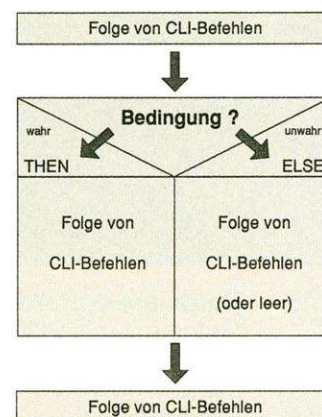 Folge von CLI-Befehlen
Bedingung ?
wahr
unwahr
THEN
ELSE
Folge von
CLI-Befehlen
Folge von
CLI-Befehlen
(oder leer)
Folge von CLI-Befehlen